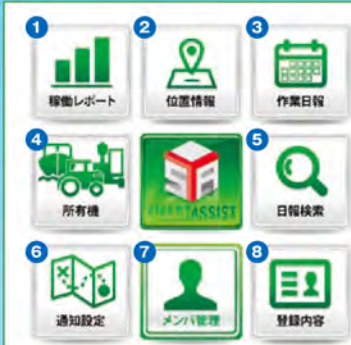 1
2
3
稼働レポート
位置情報
作業日報
4
5
所有機
SMARTASSIST
日報検索
6
7
8
通知設定
メンバ管理
登録内容